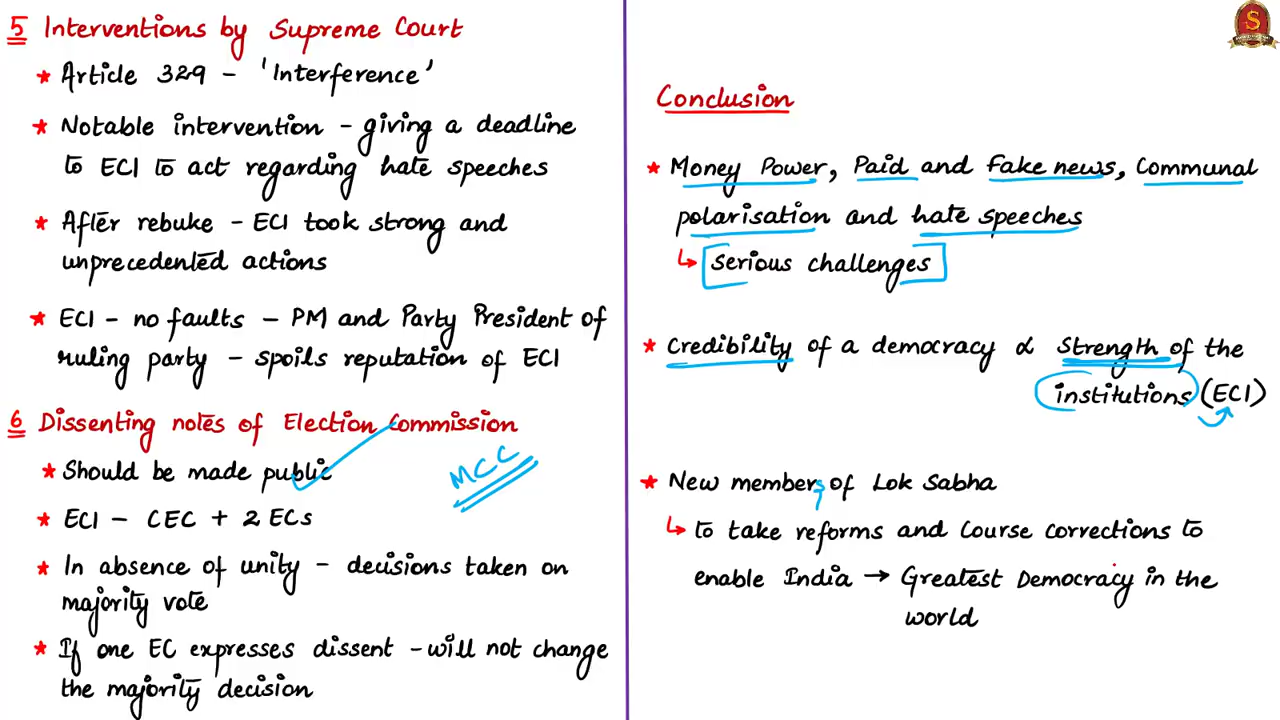 5 Interventions by Supreme Court
* Article 329 - 'Interference'
* Notable intervention - giving a deadline
to ECI to act regarding hate speeches
* After rebuke - ECI took strong and
unprecedented actions
* ECI - no faults - PM and Party President of
ruling party - spoils reputation of ECI
6 Dissenting notes of Election Commission
* Should be made public
MCC
* ECI - CEC + 2 ECs
* In absence of unity - decisions taken on
majority vote
* If one EC expresses dissent - will not change
the majority decision
S
Conclusion
* Money Power, Paid and fake news, Communal
polarisation and hate speeches
↳ Serious challenges
* Credibility of a democracy ∝ Strength of the
institutions (ECI)
* New members of Lok Sabha
↳ to take reforms and Course corrections to
enable India → Greatest Democracy in the
world